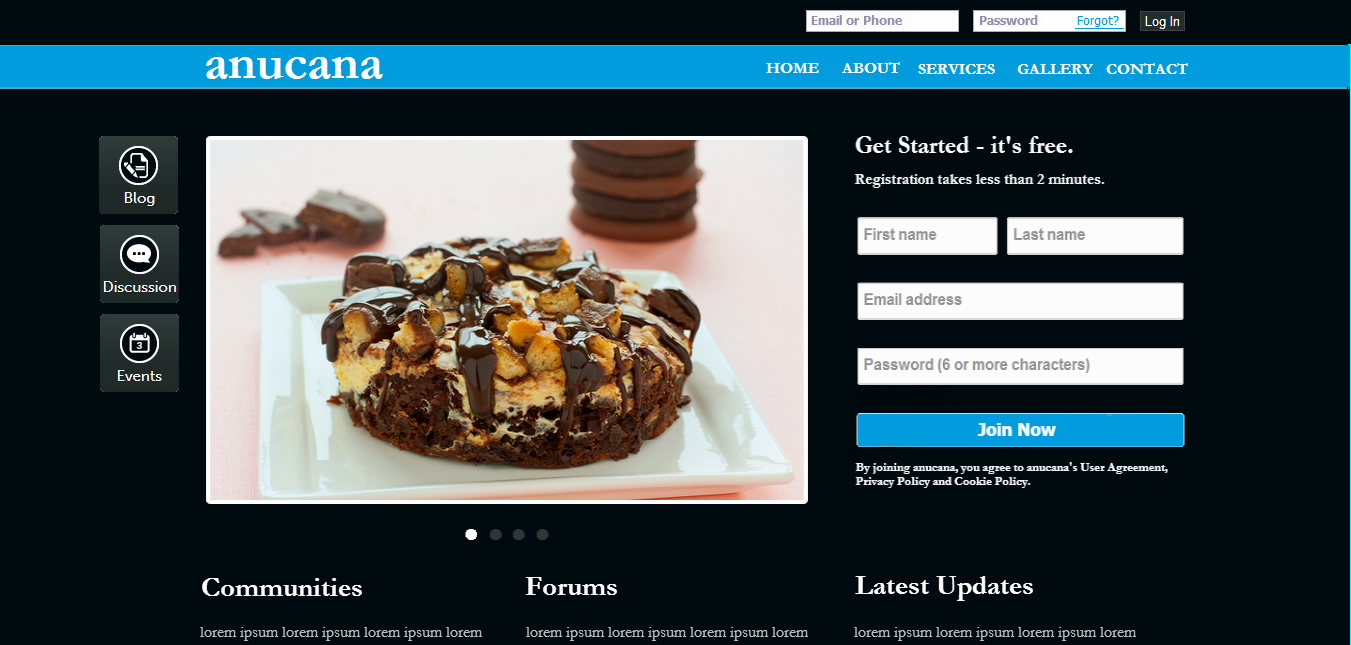 Email or Phone
Password Forgot?
Log In
anucana
HOME ABOUT SERVICES GALLERY CONTACT
Blog
Discussion
3
Events
Get Started - it's free.
Registration takes less than 2 minutes.
First name
Last name
Email address
Password (6 or more characters)
Join Now
By joining anucana, you agree to anucana's User Agreement,
Privacy Policy and Cookie Policy.
Communities
lorem ipsum lorem ipsum lorem ipsum lorem
Forums
lorem ipsum lorem ipsum lorem ipsum lorem
Latest Updates
lorem ipsum lorem ipsum lorem ipsum lorem